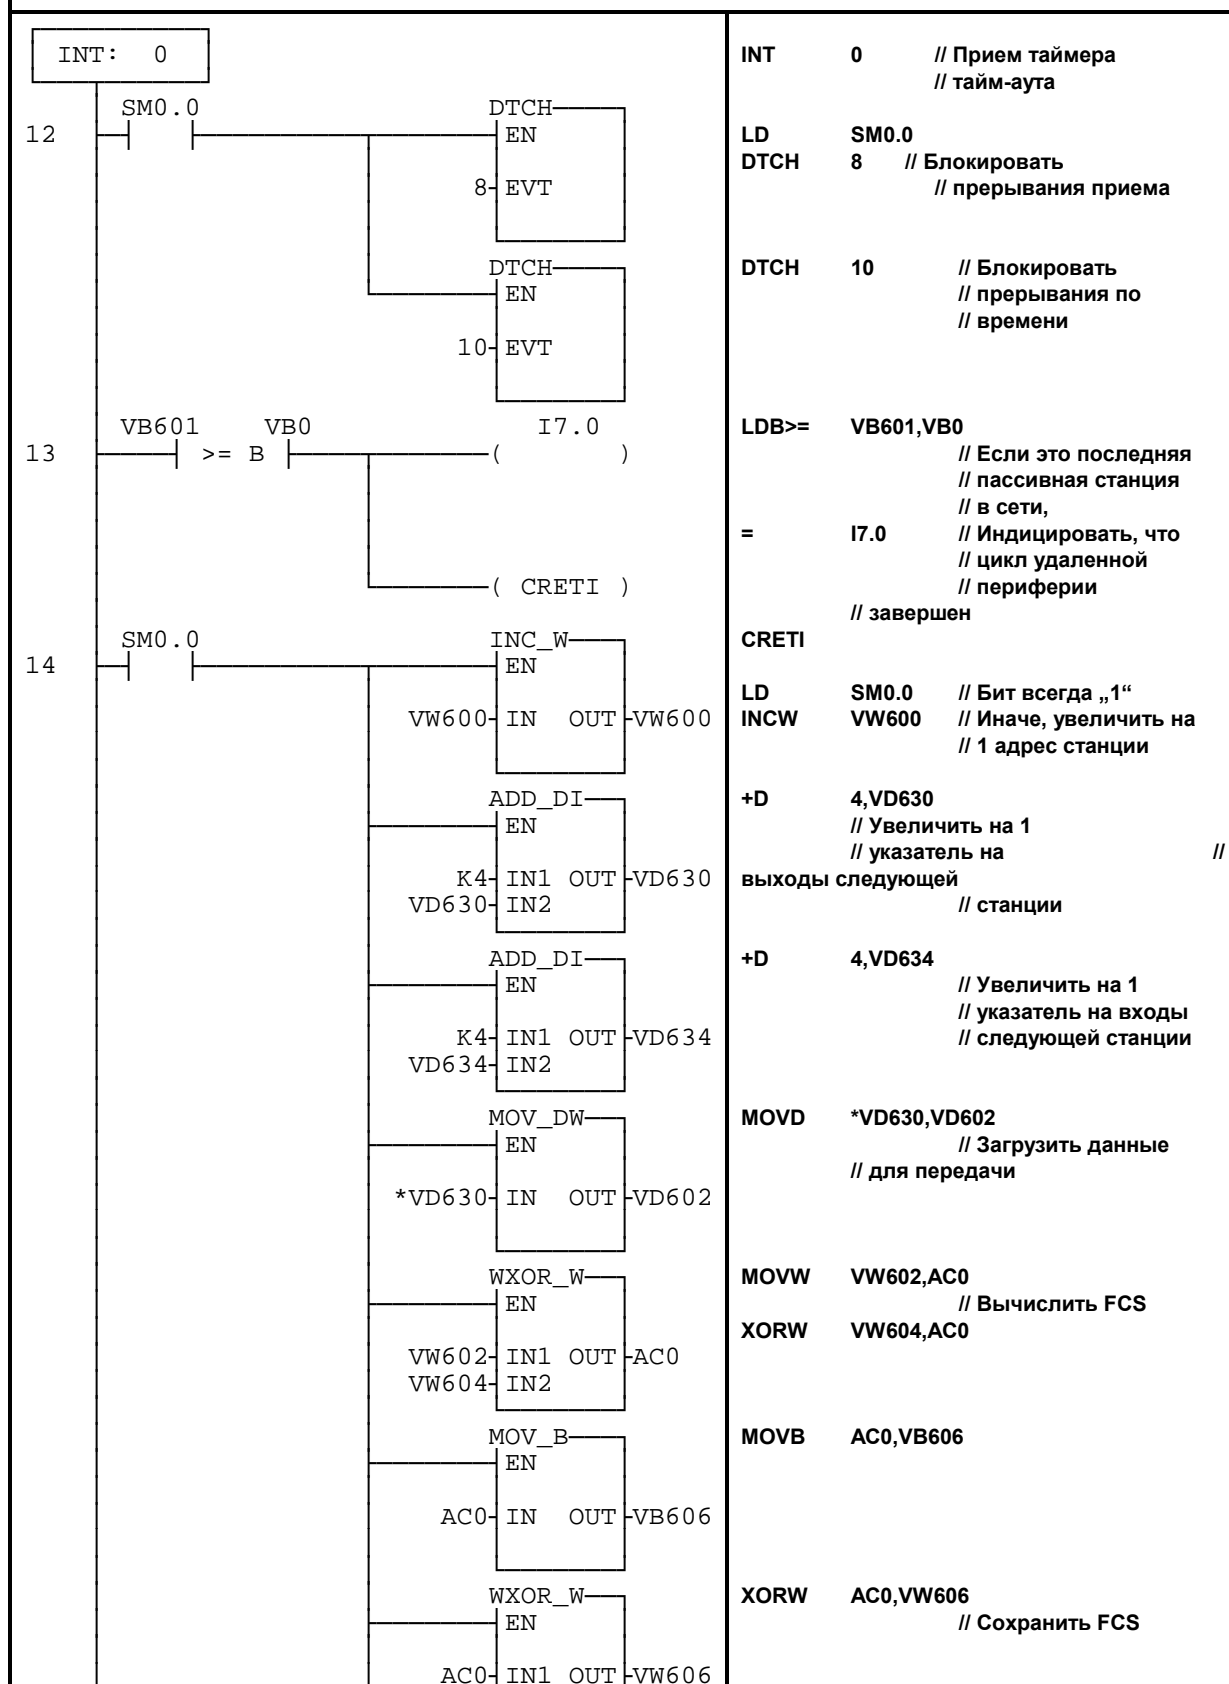 INT: 0
SM0.0
DTCH
12
EN
8 EVT
DTCH
EN
10 EVT
VB601 VB0 I7.0
13
>= B ( )
( CRETI )
SM0.0
INC_W
14
EN
VW600 IN OUT VW600
ADD_DI
EN
K4 IN1 OUT VD630
VD630 IN2
ADD_DI
EN
K4 IN1 OUT VD634
VD634 IN2
MOV_DW
EN
*VD630 IN OUT VD602
WXOR_W
EN
VW602 IN1 OUT AC0
VW604 IN2
MOV_B
EN
AC0 IN OUT VB606
WXOR_W
EN
AC0 IN1 OUT VW606
INT 0 // Прием таймера
// тайм-аута
LD SM0.0
DTCH 8 // Блокировать
// прерывания приема
DTCH 10 // Блокировать
// прерывания по
// времени
LDB>= VB601,VB0
// Если это последняя
// пассивная станция
// в сети,
= I7.0 // Индицировать, что
// цикл удаленной
// периферии
// завершен
CRETI
LD SM0.0 // Бит всегда „1“
INCW VW600 // Иначе, увеличить на
// 1 адрес станции
+D 4,VD630
// Увеличить на 1
// указатель на //
выходы следующей
// станции
+D 4,VD634
// Увеличить на 1
// указатель на входы
// следующей станции
MOVD *VD630,VD602
// Загрузить данные
// для передачи
MOVW VW602,AC0
// Вычислить FCS
XORW VW604,AC0
MOVB AC0,VB606
XORW AC0,VW606
// Сохранить FCS